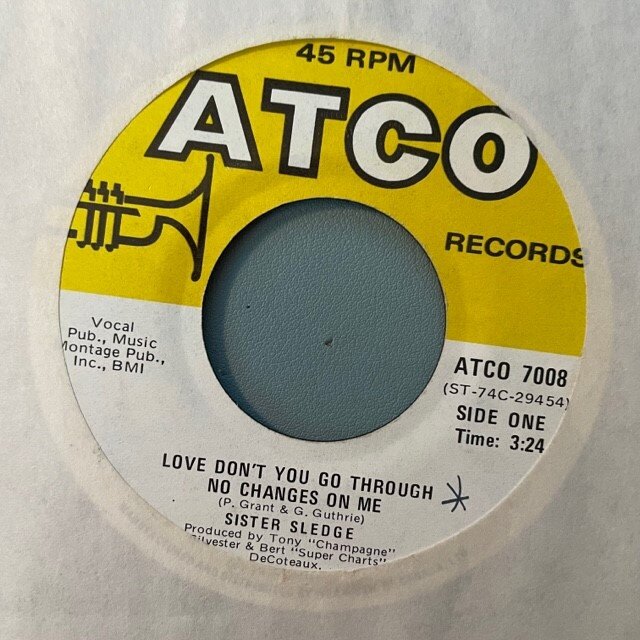 45 RPM
ATCO
RECORDS
Vocal
Pub., Music
Montage Pub.,
Inc., BMI
ATCO 7008
(ST-74C-29454)
SIDE ONE
Time: 3:24
LOVE DON'T YOU GO THROUGH
NO CHANGES ON ME
(P. Grant & G. Guthrie)
SISTER SLEDGE
Produced by Tony "Champagne"
Silvester & Bert "Super Charts"
DeCoteaux.